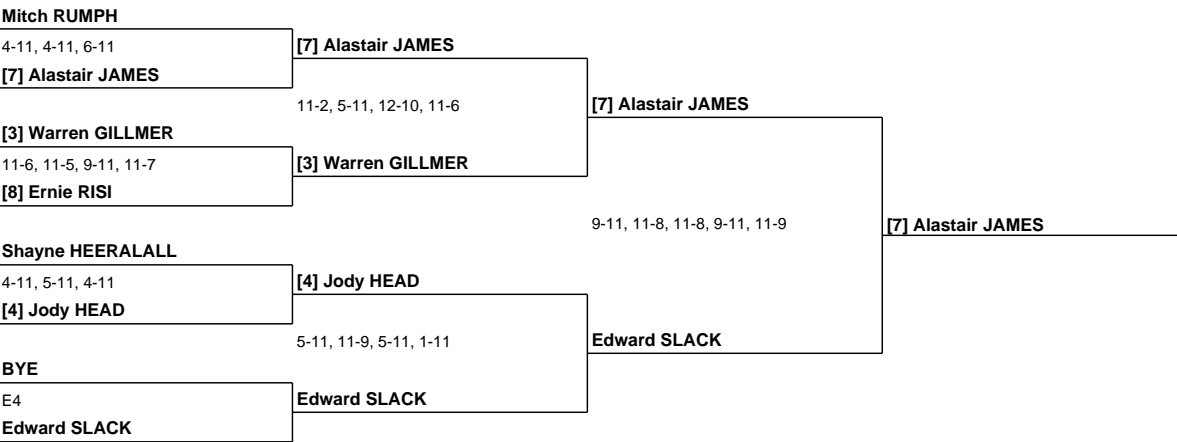 Mitch RUMPH
4-11, 4-11, 6-11
[7] Alastair JAMES
[7] Alastair JAMES
11-2, 5-11, 12-10, 11-6
[7] Alastair JAMES
[3] Warren GILLMER
11-6, 11-5, 9-11, 11-7
[3] Warren GILLMER
[8] Ernie RISI
9-11, 11-8, 11-8, 9-11, 11-9
[7] Alastair JAMES
Shayne HEERALALL
4-11, 5-11, 4-11
[4] Jody HEAD
[4] Jody HEAD
5-11, 11-9, 5-11, 1-11
Edward SLACK
BYE
E4
Edward SLACK
Edward SLACK